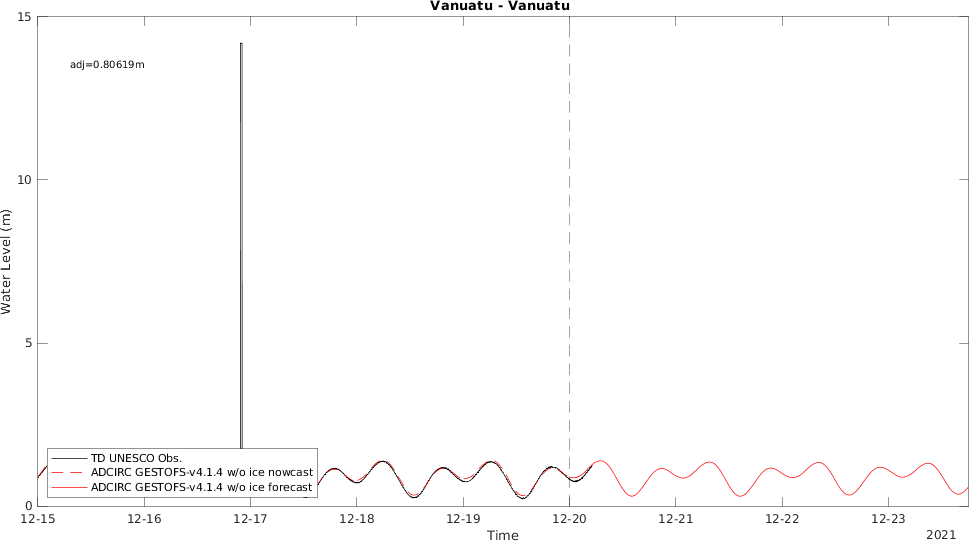 Vanuatu - Vanuatu
15
adj=0.80619m
10
Water Level (m)
5
TD UNESCO Obs.
ADCIRC GESTOFS-v4.1.4 w/o ice nowcast
ADCIRC GESTOFS-v4.1.4 w/o ice forecast
0
12-15 12-16 12-17 12-18 12-19 12-20 12-21 12-22 12-23
Time
2021